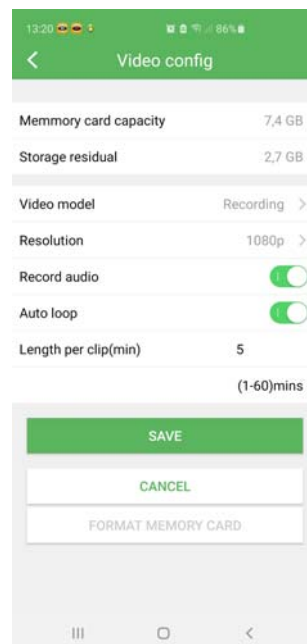 13:20 86%
Video config
Memmory card capacity 7,4 GB
Storage residual 2,7 GB
Video model Recording >
Resolution 1080p >
Record audio
Auto loop
Length per clip(min) 5
(1-60)mins
SAVE
CANCEL
FORMAT MEMORY CARD